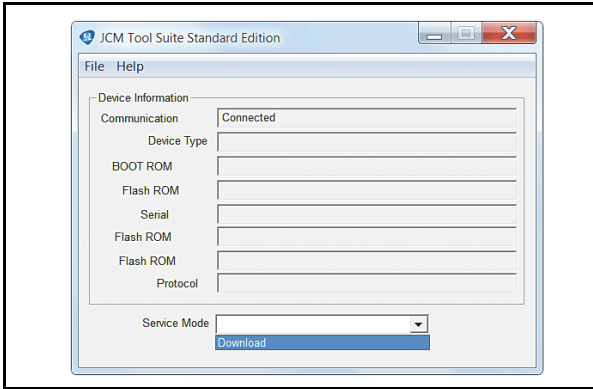 JCM Tool Suite Standard Edition
File Help
Device Information
Communication Connected
Device Type
BOOT ROM
Flash ROM
Serial
Flash ROM
Flash ROM
Protocol
Service Mode
Download